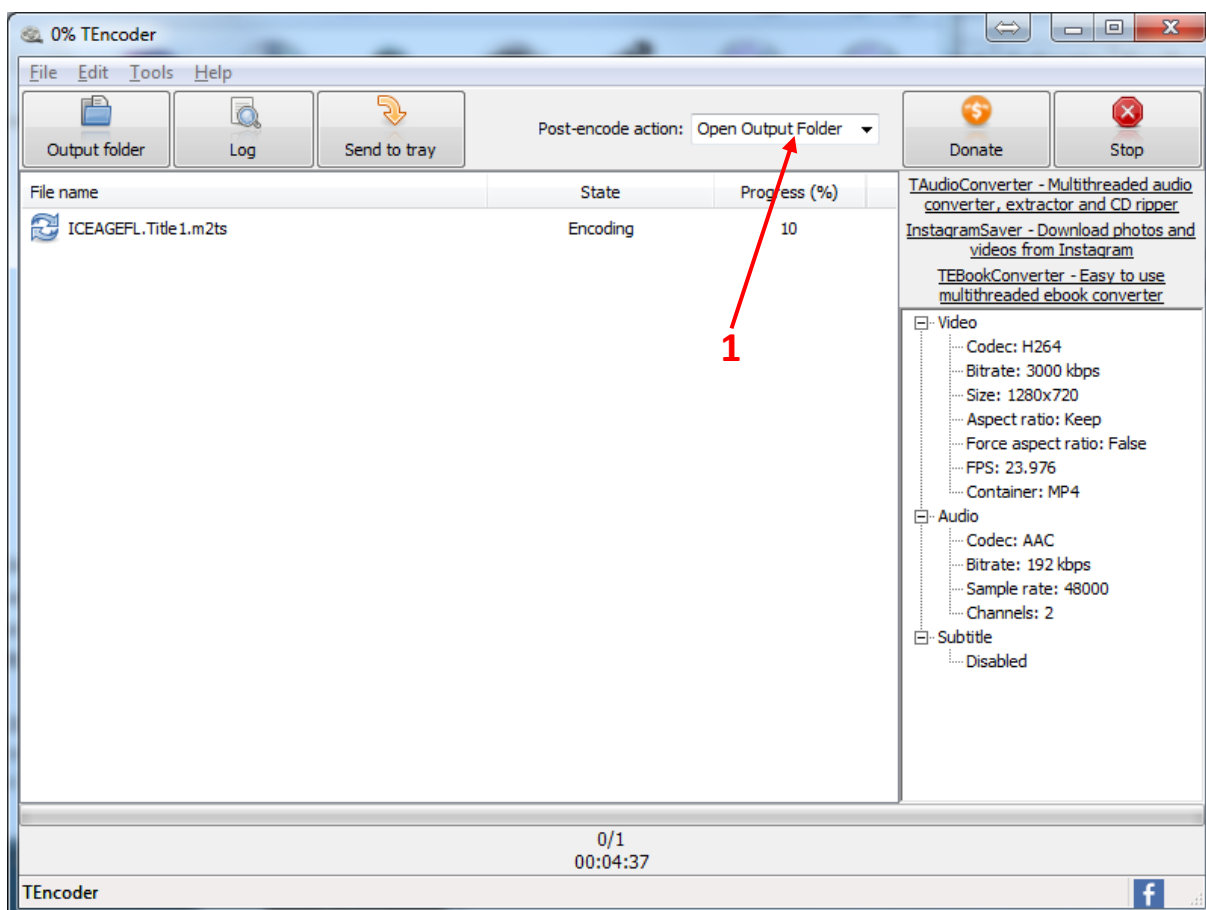 0% TEncoder
File Edit Tools Help
Output folder
Log
Send to tray
Post-encode action: Open Output Folder
Donate
Stop
File name State Progress (%)
ICEAGEFL.Title1.m2ts Encoding 10
1
TAudioConverter - Multithreaded audio
converter, extractor and CD ripper
InstagramSaver - Download photos and
videos from Instagram
TEBookConverter - Easy to use
multithreaded ebook converter
Video
Codec: H264
Bitrate: 3000 kbps
Size: 1280x720
Aspect ratio: Keep
Force aspect ratio: False
FPS: 23.976
Container: MP4
Audio
Codec: AAC
Bitrate: 192 kbps
Sample rate: 48000
Channels: 2
Subtitle
Disabled
0/1
00:04:37
TEncoder
f